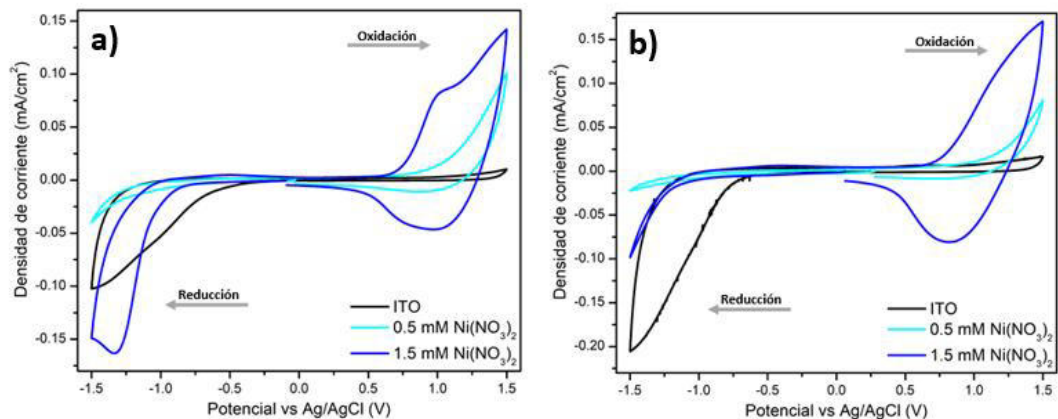 a)
Oxidación
Densidad de corriente (mA/cm²)
0.15
0.10
0.05
0.00
-0.05
-0.10
-0.15
Reducción
ITO
0.5 mM Ni(NO₃)₂
1.5 mM Ni(NO₃)₂
-1.5 -1.0 -0.5 0.0 0.5 1.0 1.5
Potencial vs Ag/AgCl (V)
b)
Oxidación
Densidad de corriente (mA/cm²)
0.15
0.10
0.05
0.00
-0.05
-0.10
-0.15
-0.20
Reducción
ITO
0.5 mM Ni(NO₃)₂
1.5 mM Ni(NO₃)₂
-1.5 -1.0 -0.5 0.0 0.5 1.0 1.5
Potencial vs Ag/AgCl (V)